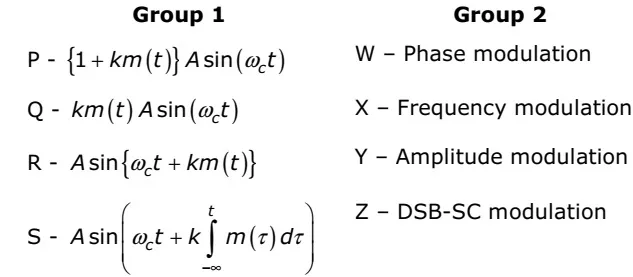 Group 1 Group 2
P - {1 + km(t)} A sin(ω_c t) W – Phase modulation
Q - km(t) A sin(ω_c t) X – Frequency modulation
R - A sin{ω_c t + km(t)} Y – Amplitude modulation
S - A sin(ω_c t + k ∫_{-∞}^{t} m(τ) dτ) Z – DSB-SC modulation